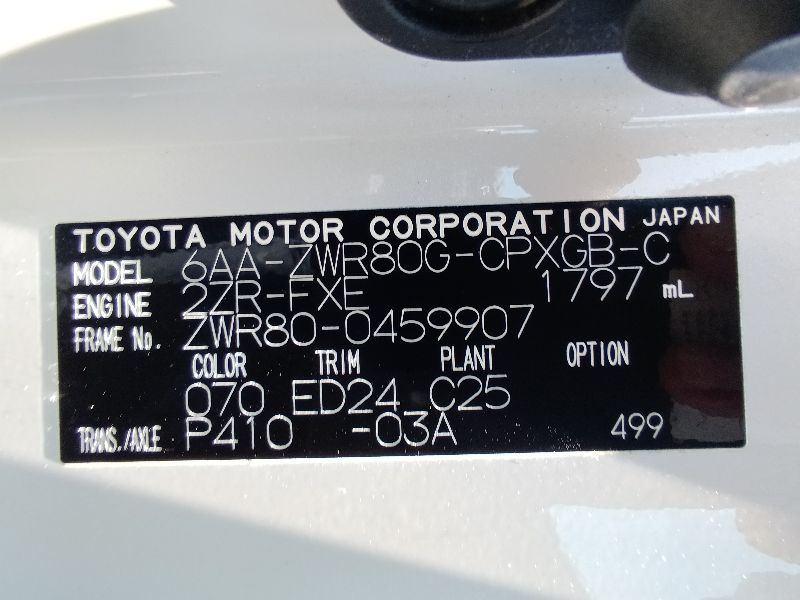 TOYOTA MOTOR CORPORATION JAPAN
MODEL 6AA-ZWR80G-CPXGB-C
ENGINE 2ZR-FXE 1797 mL
FRAME No. ZWR80-0459907
COLOR TRIM PLANT OPTION
070 ED24 C25
TRANS./AXLE P410 -03A 499